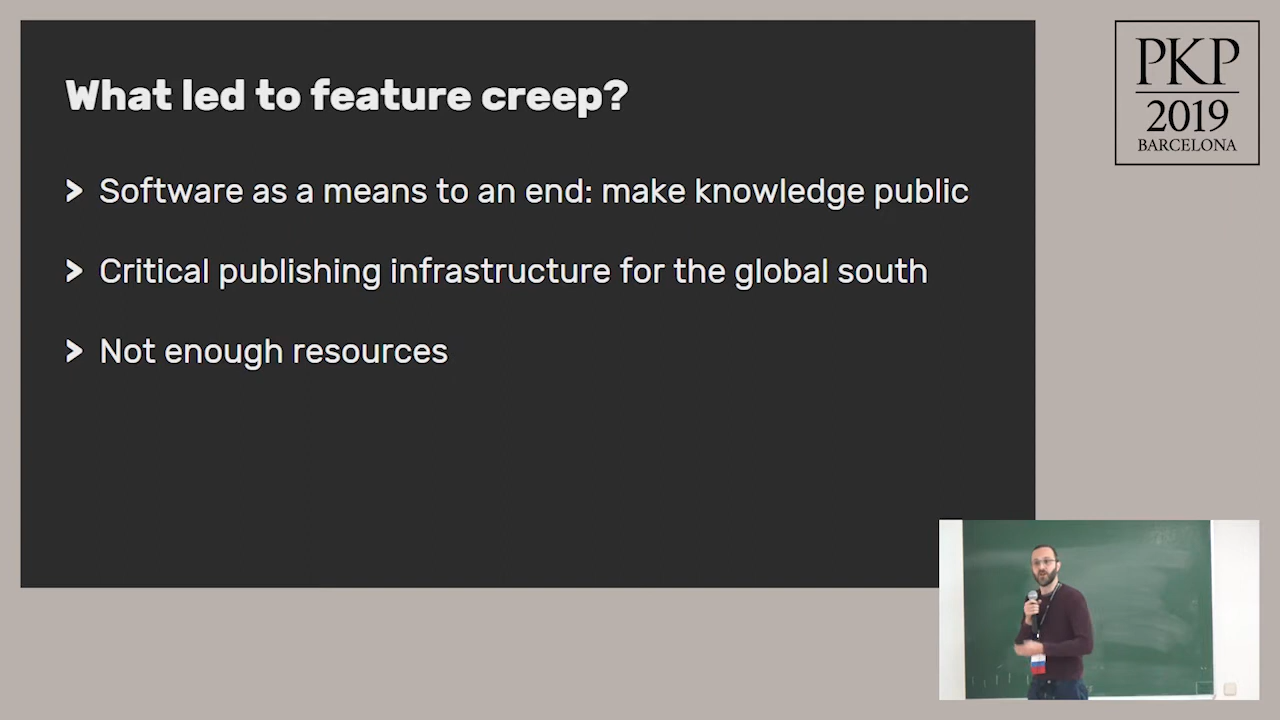 What led to feature creep?
> Software as a means to an end: make knowledge public
> Critical publishing infrastructure for the global south
> Not enough resources
PKP
2019
BARCELONA